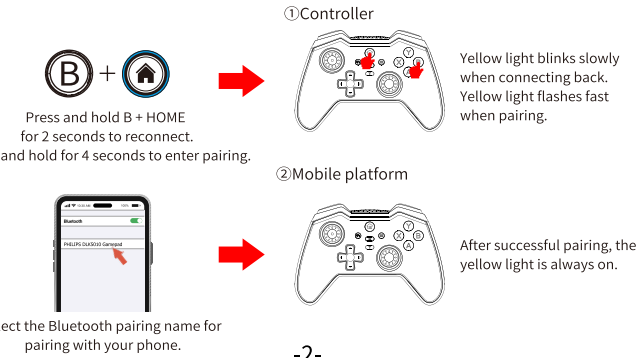 ①Controller
B + 
Press and hold B + HOME
for 2 seconds to reconnect.
and hold for 4 seconds to enter pairing.
Yellow light blinks slowly
when connecting back.
Yellow light flashes fast
when pairing.
Y
②Mobile platform
Bluetooth
PHILIPS DLK5010 Gamepad
Y
X B
A
After successful pairing, the
yellow light is always on.
ect the Bluetooth pairing name for
pairing with your phone.
-2-